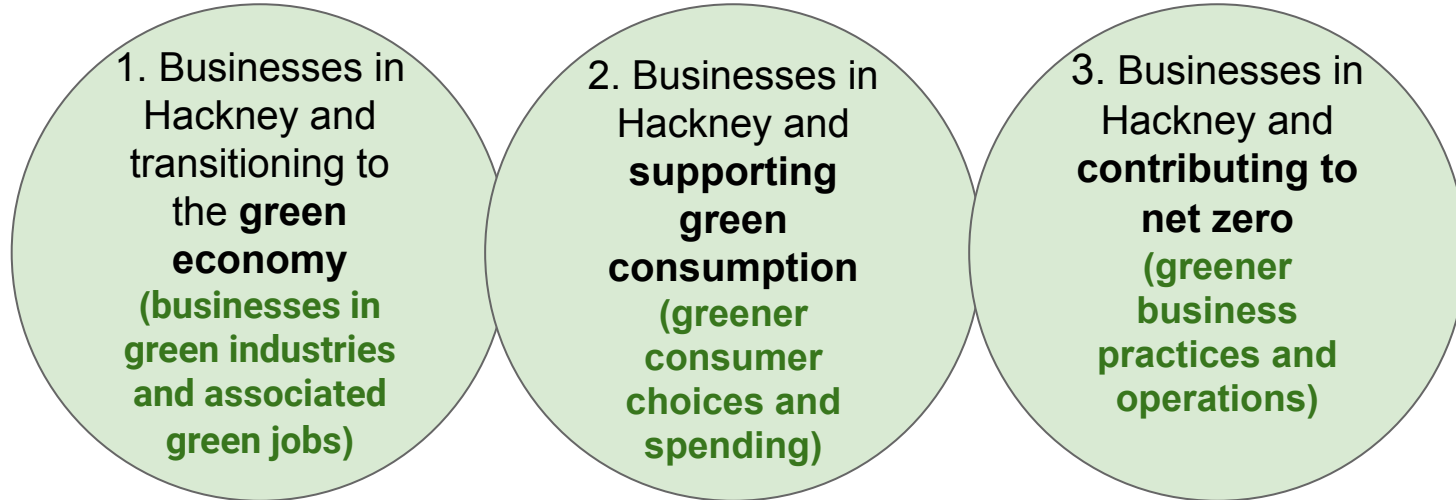 1. Businesses in
Hackney and
transitioning to
the green
economy
(businesses in
green industries
and associated
green jobs)
2. Businesses in
Hackney and
supporting
green
consumption
(greener
consumer
choices and
spending)
3. Businesses in
Hackney and
contributing to
net zero
(greener
business
practices and
operations)